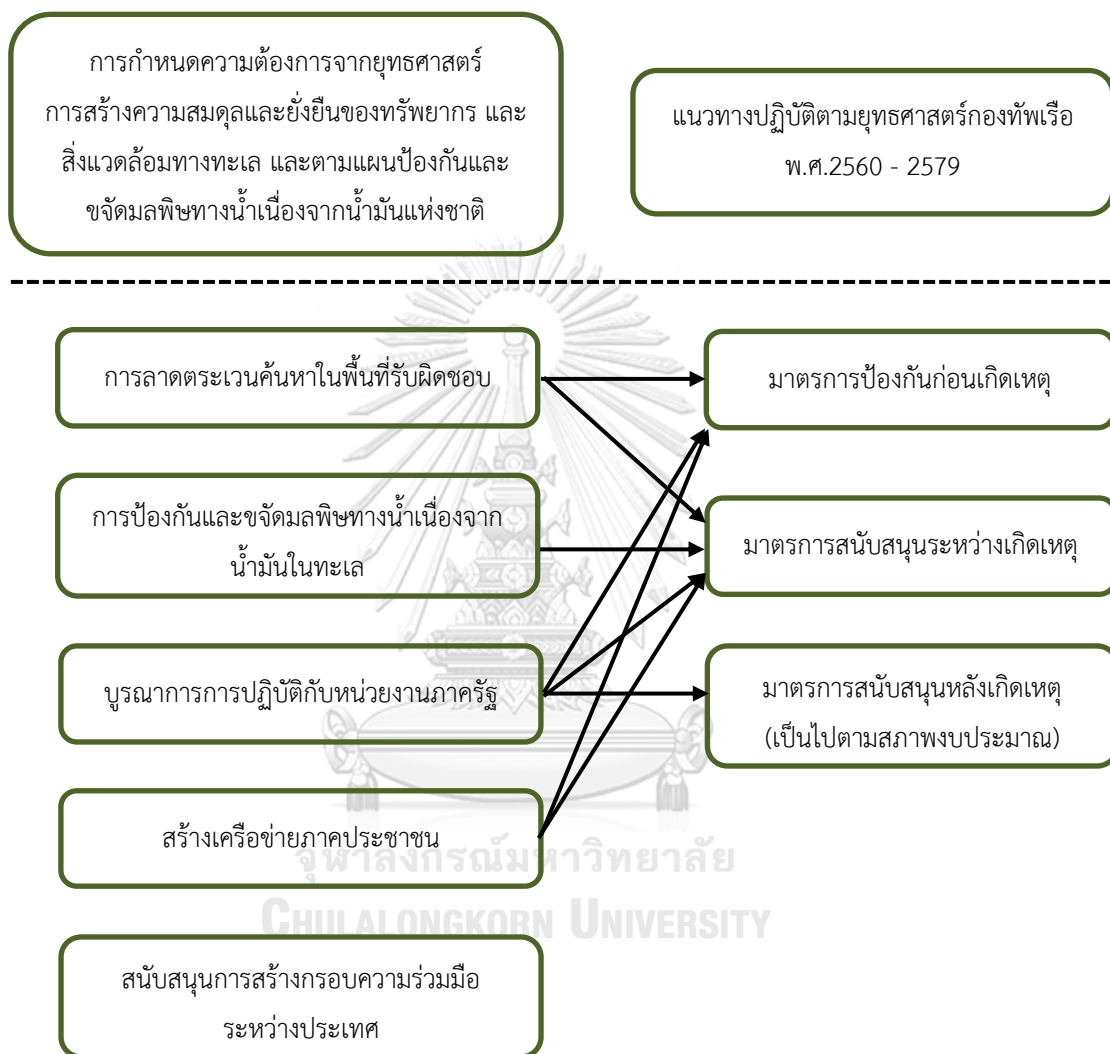 การกำหนดความต้องการจากยุทธศาสตร์
การสร้างความสมดุลและยั่งยืนของทรัพยากร และ
สิ่งแวดล้อมทางทะเล และตามแผนป้องกันและ
ขจัดมลพิษทางน้ำเนื่องจากน้ำมันแห่งชาติ
แนวทางปฏิบัติตามยุทธศาสตร์กองทัพเรือ
พ.ศ.2560 - 2579
การลาดตระเวนค้นหาในพื้นที่รับผิดชอบ
มาตรการป้องกันก่อนเกิดเหตุ
การป้องกันและขจัดมลพิษทางน้ำเนื่องจาก
น้ำมันในทะเล
มาตรการสนับสนุนระหว่างเกิดเหตุ
บูรณาการการปฏิบัติกับหน่วยงานภาครัฐ
มาตรการสนับสนุนหลังเกิดเหตุ
(เป็นไปตามสภาพงบประมาณ)
สร้างเครือข่ายภาคประชาชน
จุฬาลงกรณ์มหาวิทยาลัย
CHULALONGKORN UNIVERSITY
สนับสนุนการสร้างกรอบความร่วมมือ
ระหว่างประเทศ